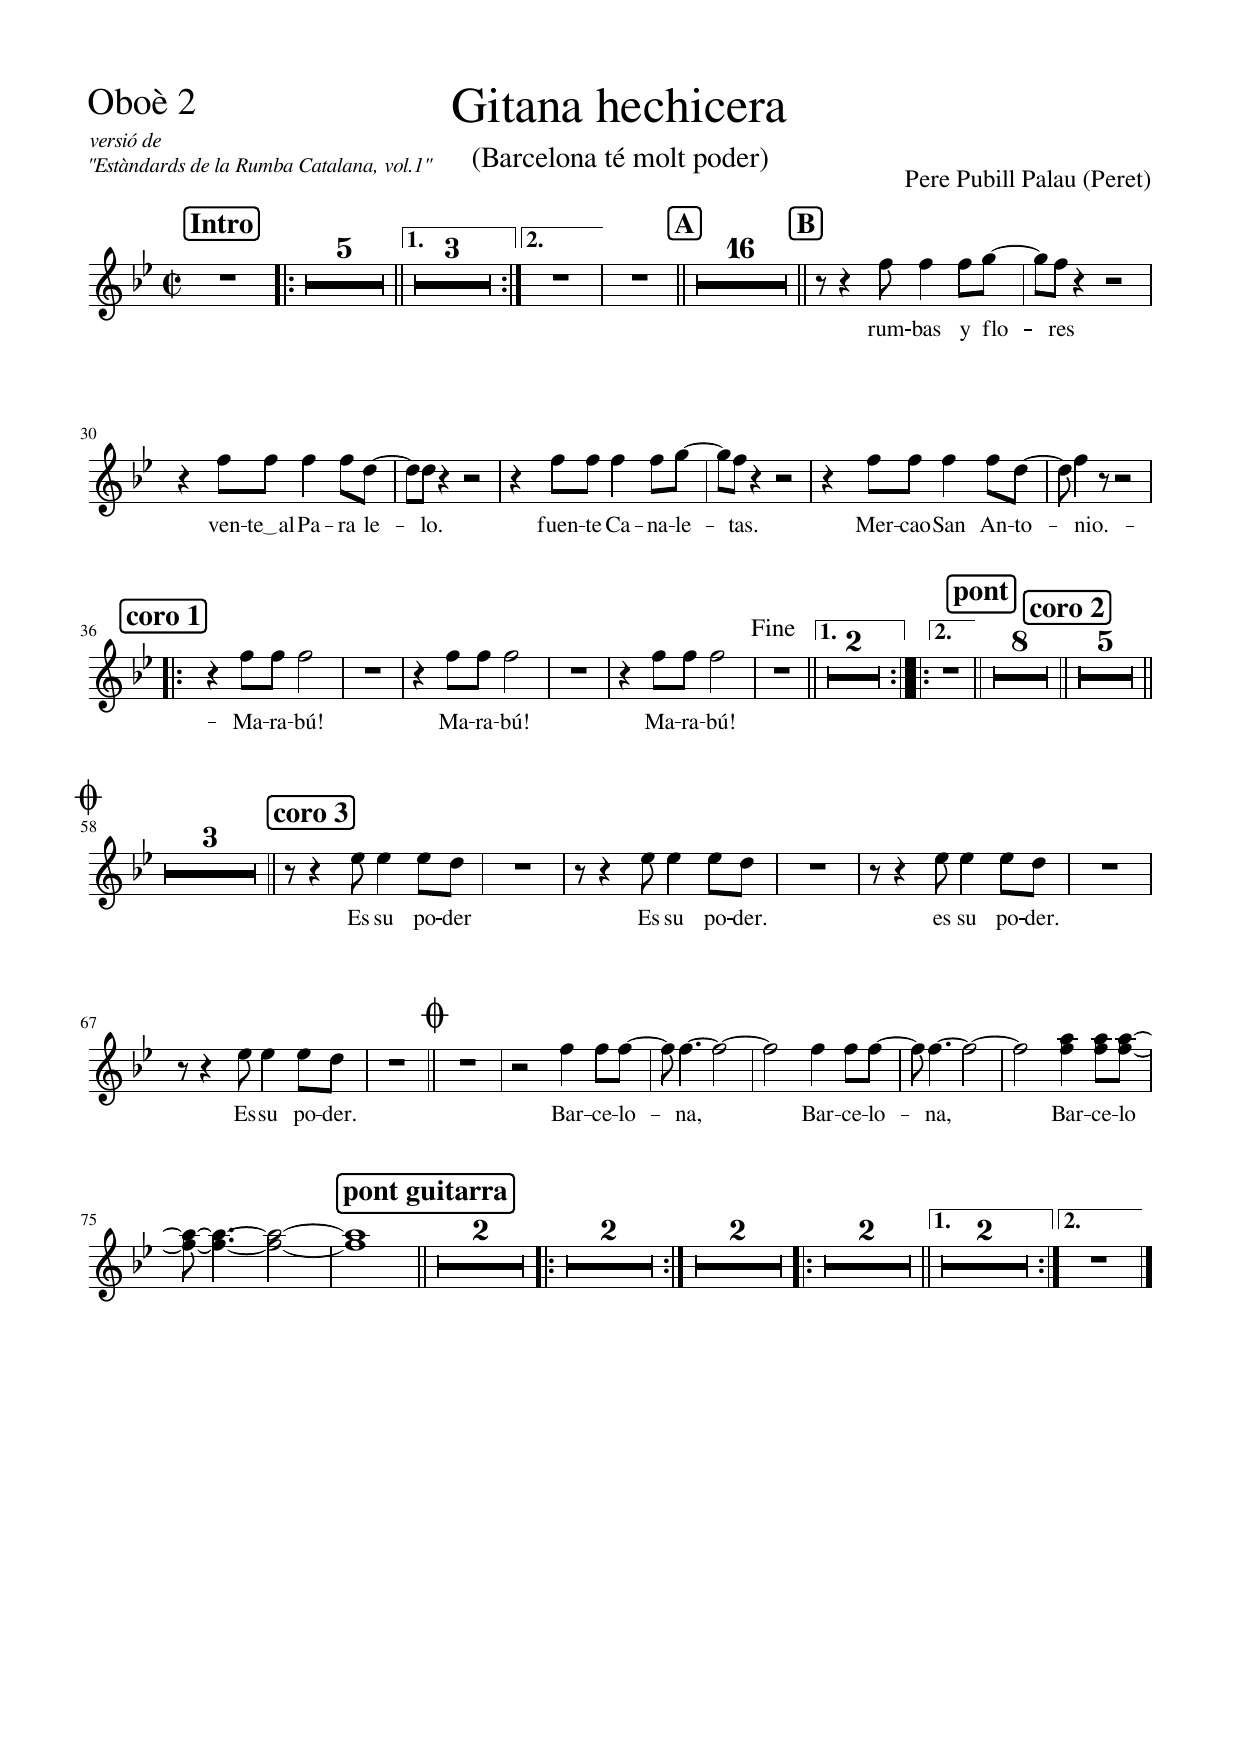 Oboè 2
Gitana hechicera
versió de
"Estàndards de la Rumba Catalana, vol.1"
(Barcelona té molt poder)
Pere Pubill Palau (Peret)
Intro
A
B
5
1.
3
2.
16
rum-bas y flo - res
30
ven-te‿al Pa - ra le - lo. fuen-te Ca - na-le - tas. Mer-cao San An-to - nio. -
coro 1
pont
coro 2
36
Fine
1.
2
2.
8
5
- Ma-ra-bú! Ma-ra-bú! Ma-ra-bú!
58
3
coro 3
Es su po-der Es su po-der. es su po-der.
67
Es su po-der. Bar-ce-lo - na, Bar-ce-lo - na, Bar-ce-lo
pont guitarra
75
2
2
2
2
1.
2
2.